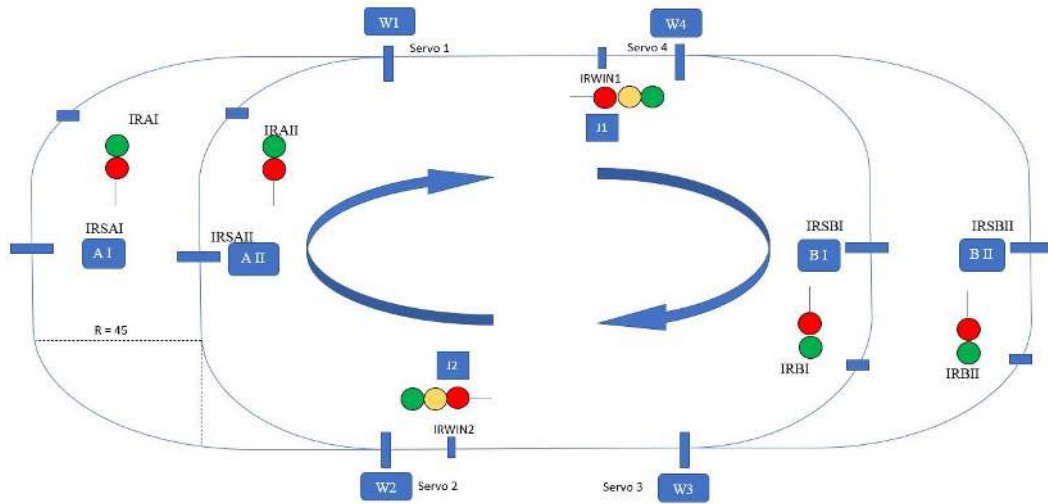 W1
W4
Servo 1
Servo 4
IRWIN1
J1
IRAI
IRAII
IRSAI
A I
IRSAII
A II
IRSBI
B I
IRSBII
B II
R = 45
IRBI
IRBII
J2
IRWIN2
W2
Servo 2
Servo 3
W3